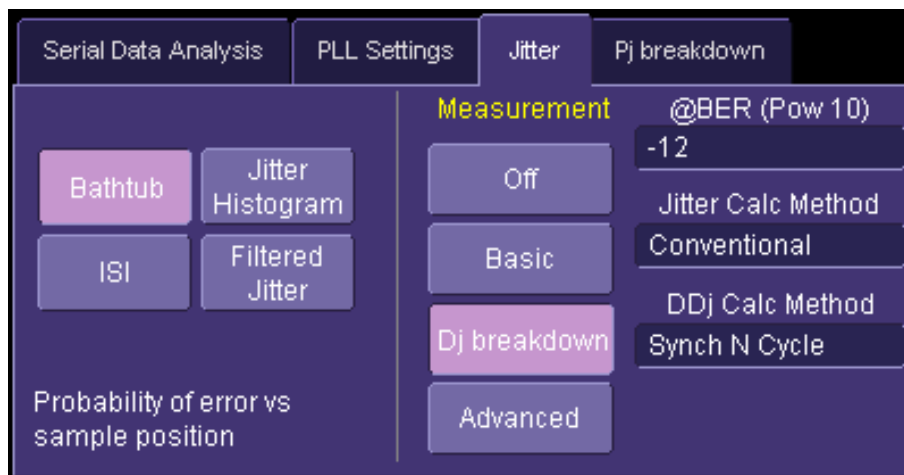 Serial Data Analysis
PLL Settings
Jitter
Pj breakdown
Bathtub
Jitter
Histogram
ISI
Filtered
Jitter
Probability of error vs
sample position
Measurement
Off
Basic
Dj breakdown
Advanced
@BER (Pow 10)
-12
Jitter Calc Method
Conventional
DDj Calc Method
Synch N Cycle